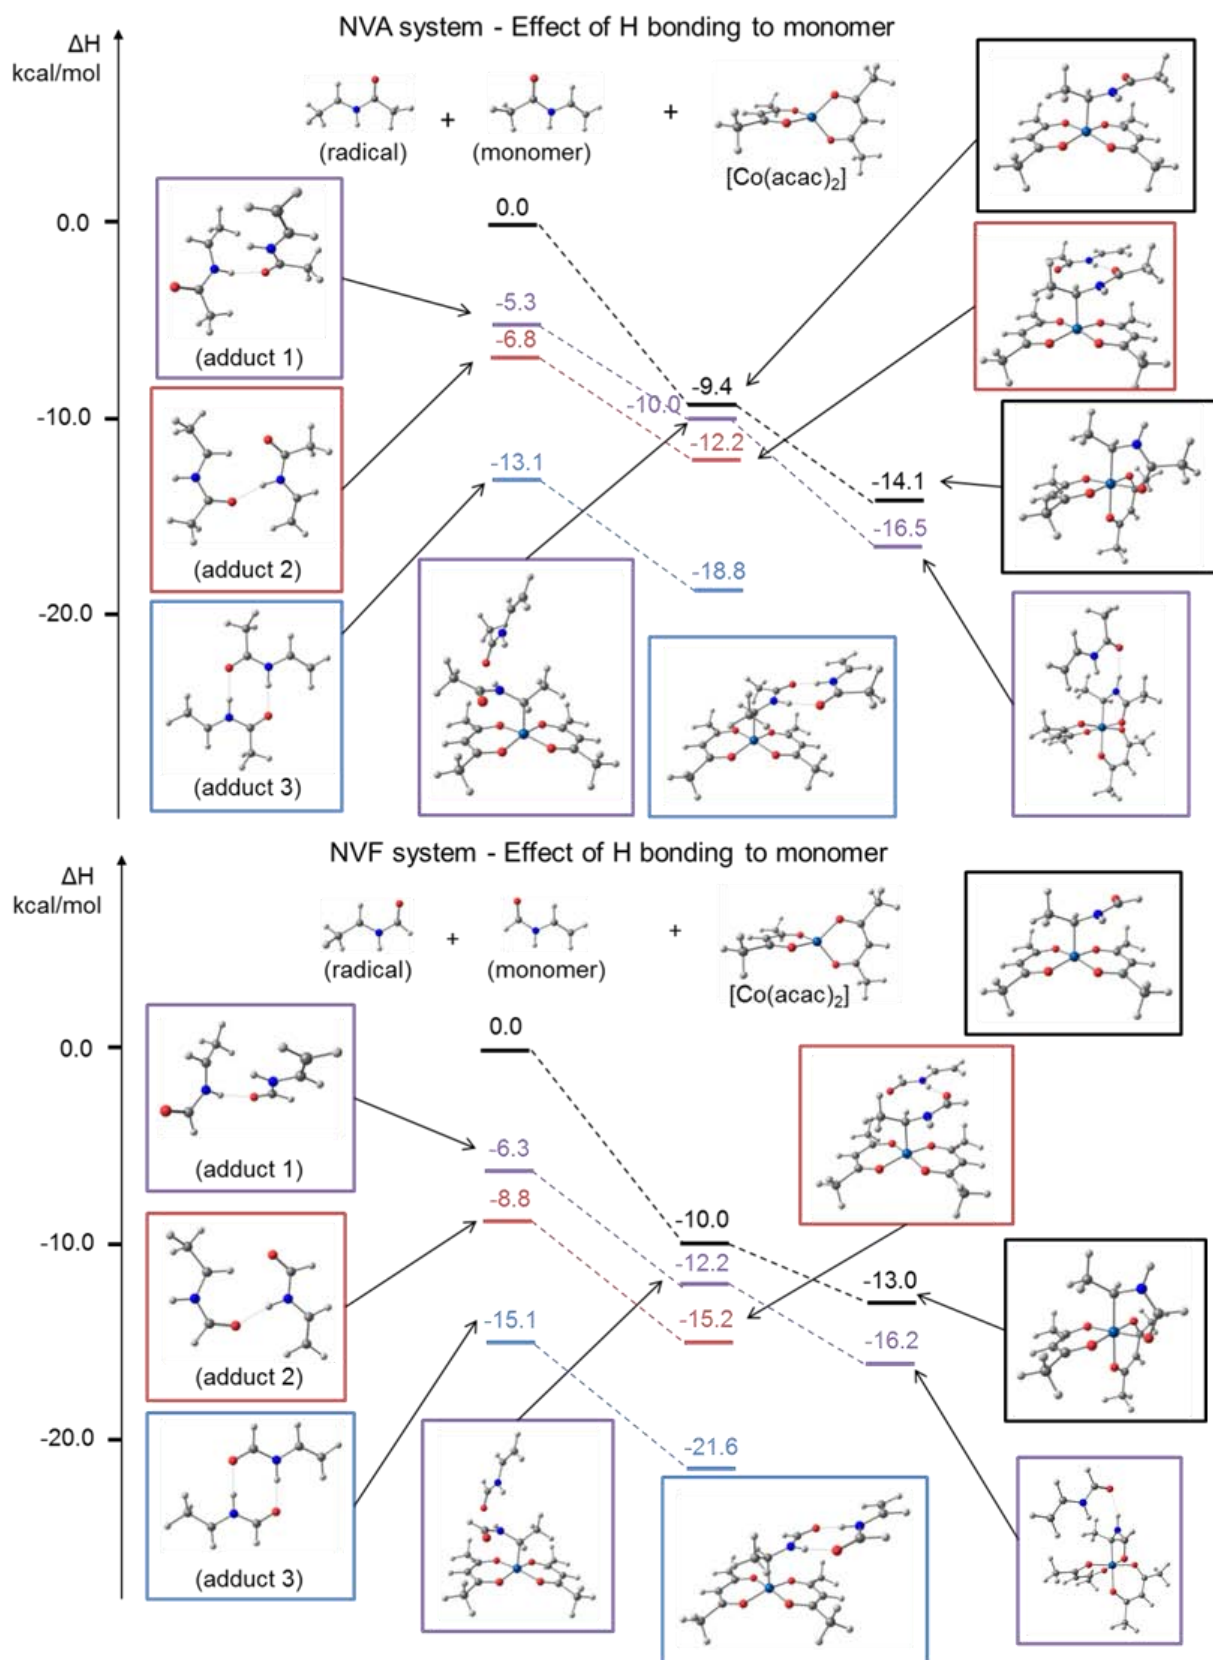 NVA system - Effect of H bonding to monomer
ΔH
kcal/mol
(radical)
+
(monomer)
+
[Co(acac)2]
0.0
0.0
-5.3
-6.8
(adduct 1)
-9.4
-10.0
-10.0
-12.2
-13.1
-14.1
-16.5
(adduct 2)
-18.8
-20.0
(adduct 3)
NVF system - Effect of H bonding to monomer
ΔH
kcal/mol
(radical)
+
(monomer)
+
[Co(acac)2]
0.0
0.0
-6.3
(adduct 1)
-8.8
-10.0
-10.0
-12.2
-13.0
-15.1
-15.2
-16.2
(adduct 2)
-20.0
-21.6
(adduct 3)